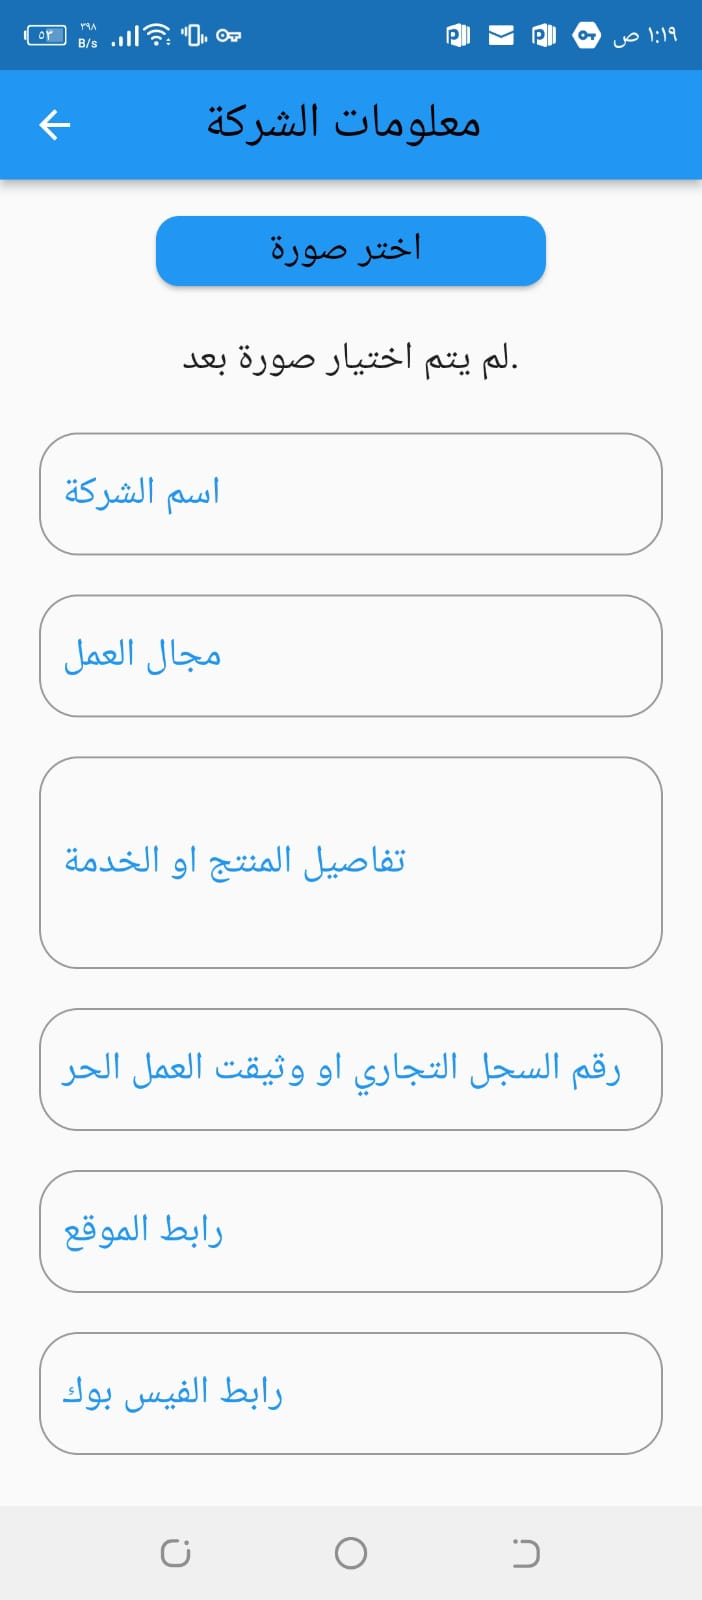 ١:١٩ ص
٣٩٨
B/s
٥٣
معلومات الشركة
اختر صورة
لم يتم اختيار صورة بعد.
اسم الشركة
مجال العمل
تفاصيل المنتج او الخدمة
رقم السجل التجاري او وثيقت العمل الحر
رابط الموقع
رابط الفيس بوك